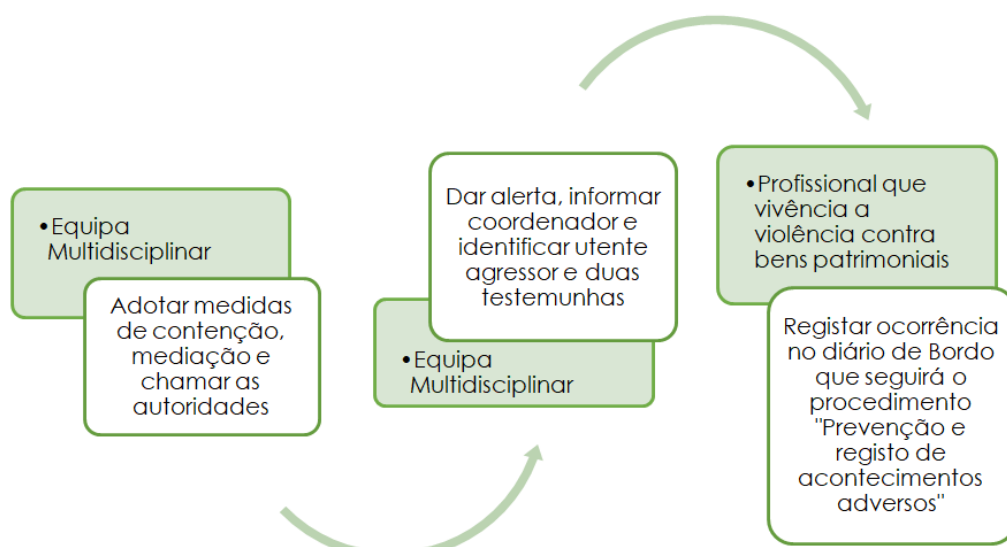 •Equipa
Multidisciplinar
Adotar medidas
de contenção,
mediação e
chamar as
autoridades
Dar alerta, informar
coordenador e
identificar utente
agressor e duas
testemunhas
•Equipa
Multidisciplinar
•Profissional que
vivência a
violência contra
bens patrimoniais
Registar ocorrência
no diário de Bordo
que seguirá o
procedimento
"Prevenção e
registo de
acontecimentos
adversos"